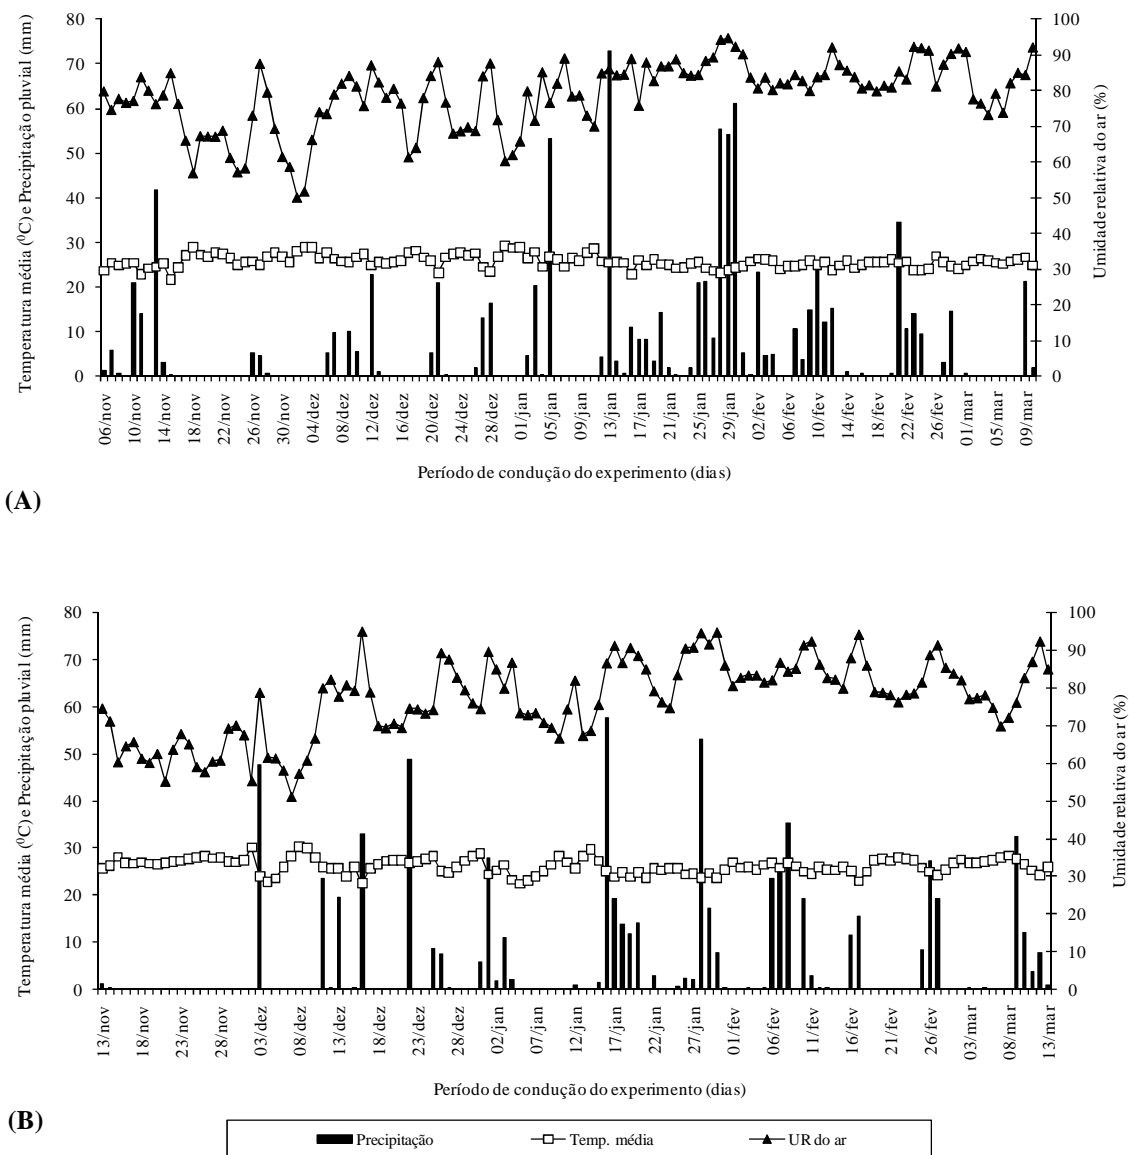 80
70
60
50
40
30
20
10
0
Temperatura média (⁰C) e Precipitação pluvial (mm)
100
90
80
70
60
50
40
30
20
10
0
Umidade relativa do ar (%)
06/nov
10/nov
14/nov
18/nov
22/nov
26/nov
30/nov
04/dez
08/dez
12/dez
16/dez
20/dez
24/dez
28/dez
01/jan
05/jan
09/jan
13/jan
17/jan
21/jan
25/jan
29/jan
02/fev
06/fev
10/fev
14/fev
18/fev
22/fev
26/fev
01/mar
05/mar
09/mar
Período de condução do experimento (dias)
(A)
80
70
60
50
40
30
20
10
0
Temperatura média (⁰C) e Precipitação pluvial (mm)
100
90
80
70
60
50
40
30
20
10
0
Umidade relativa do ar (%)
13/nov
18/nov
23/nov
28/nov
03/dez
08/dez
13/dez
18/dez
23/dez
28/dez
02/jan
07/jan
12/jan
17/jan
22/jan
27/jan
01/fev
06/fev
11/fev
16/fev
21/fev
26/fev
03/mar
08/mar
13/mar
Período de condução do experimento (dias)
(B)
Precipitação Temp. média UR do ar